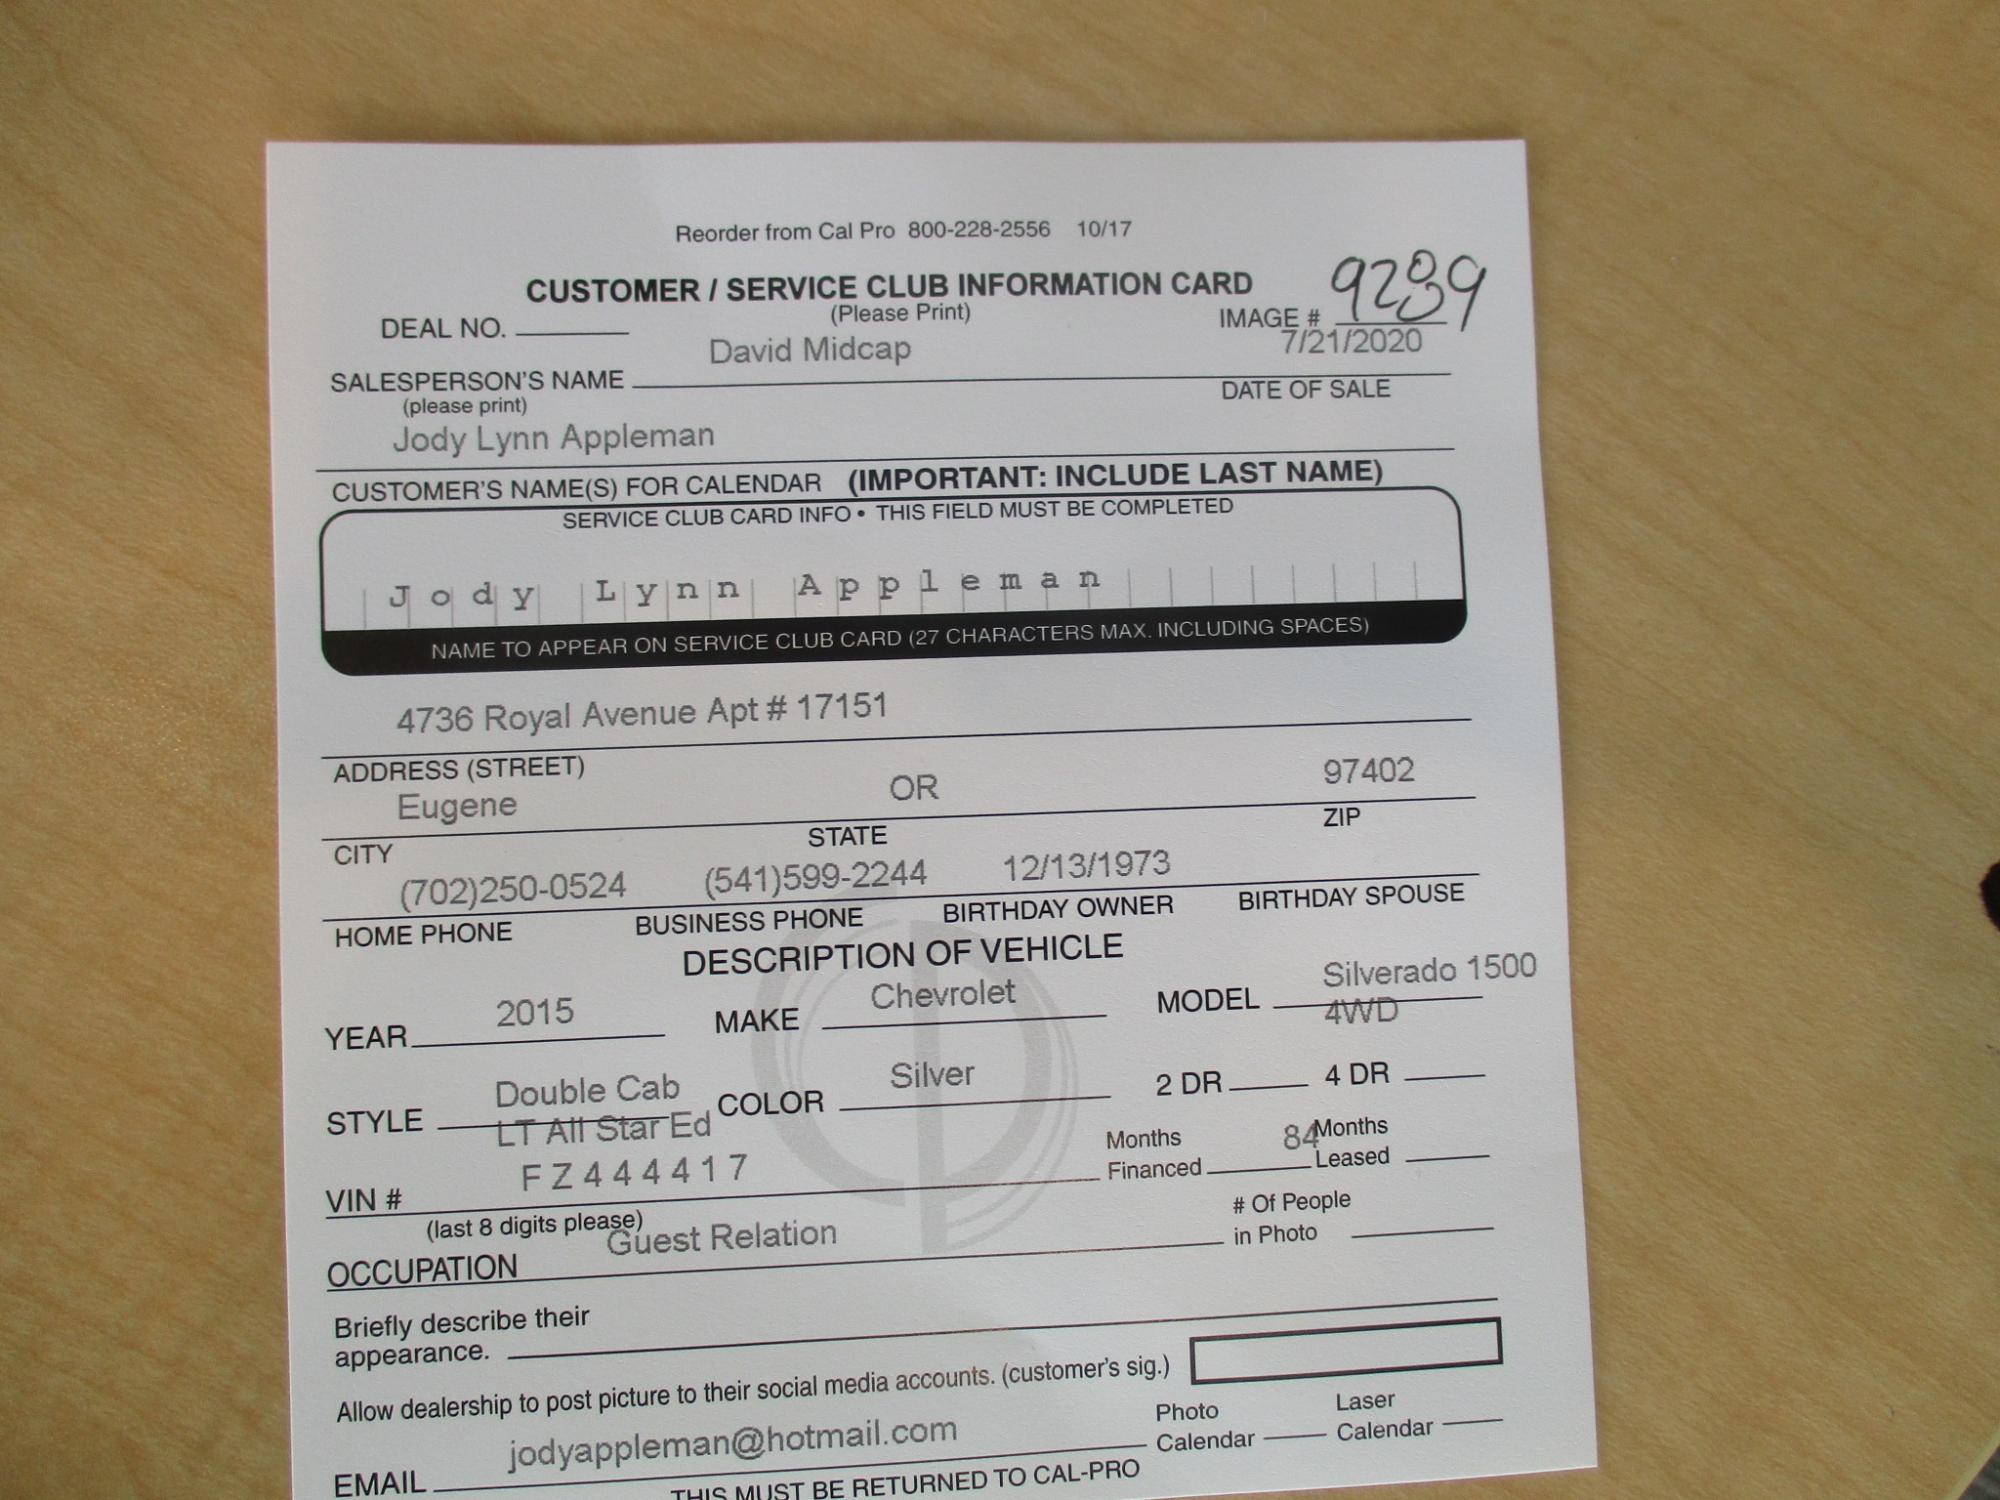 Reorder from Cal Pro 800-228-2556 10/17
CUSTOMER / SERVICE CLUB INFORMATION CARD
(Please Print)
DEAL NO.
IMAGE # 9289
David Midcap 7/21/2020
SALESPERSON'S NAME
(please print)
DATE OF SALE
Jody Lynn Appleman
CUSTOMER'S NAME(S) FOR CALENDAR (IMPORTANT: INCLUDE LAST NAME)
SERVICE CLUB CARD INFO • THIS FIELD MUST BE COMPLETED
Jody Lynn Appleman
NAME TO APPEAR ON SERVICE CLUB CARD (27 CHARACTERS MAX. INCLUDING SPACES)
4736 Royal Avenue Apt # 17151
ADDRESS (STREET)
Eugene OR 97402
CITY STATE ZIP
(702)250-0524 (541)599-2244 12/13/1973
HOME PHONE BUSINESS PHONE BIRTHDAY OWNER BIRTHDAY SPOUSE
DESCRIPTION OF VEHICLE
YEAR 2015 MAKE Chevrolet MODEL Silverado 1500
4WD
STYLE Double Cab COLOR Silver 2 DR 4 DR
LT All Star Ed
VIN # FZ444417 Months Financed 84 Months Leased
(last 8 digits please)
# Of People in Photo
OCCUPATION Guest Relation
Briefly describe their
appearance.
Allow dealership to post picture to their social media accounts. (customer's sig.)
EMAIL jodyappleman@hotmail.com Photo Calendar Laser Calendar
THIS MUST BE RETURNED TO CAL-PRO